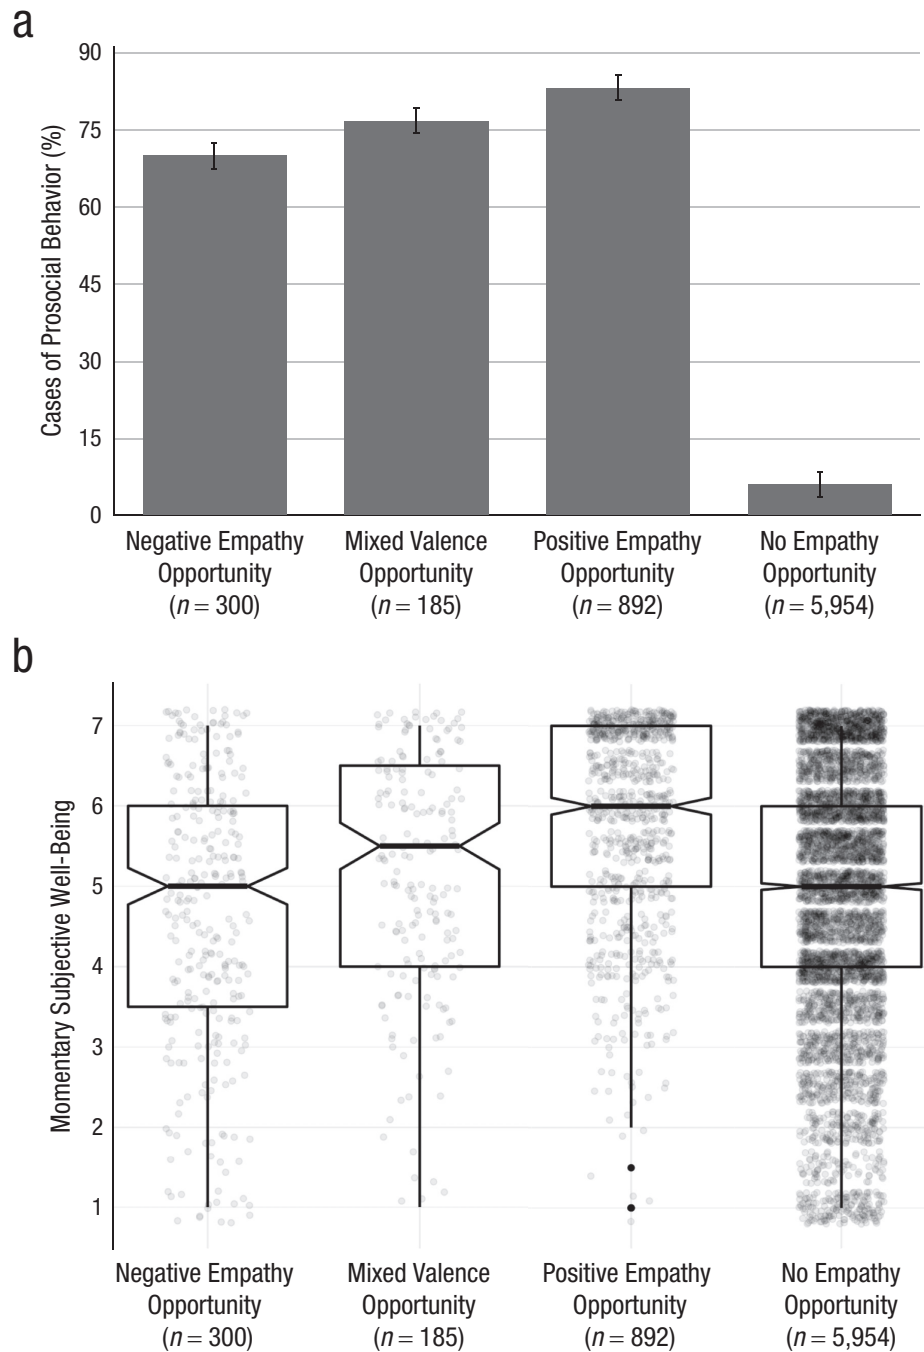 a
90
75
60
45
30
15
0
Cases of Prosocial Behavior (%)
Negative Empathy
Opportunity
(n = 300)
Mixed Valence
Opportunity
(n = 185)
Positive Empathy
Opportunity
(n = 892)
No Empathy
Opportunity
(n = 5,954)
b
7
6
5
4
3
2
1
Momentary Subjective Well-Being
Negative Empathy
Opportunity
(n = 300)
Mixed Valence
Opportunity
(n = 185)
Positive Empathy
Opportunity
(n = 892)
No Empathy
Opportunity
(n = 5,954)